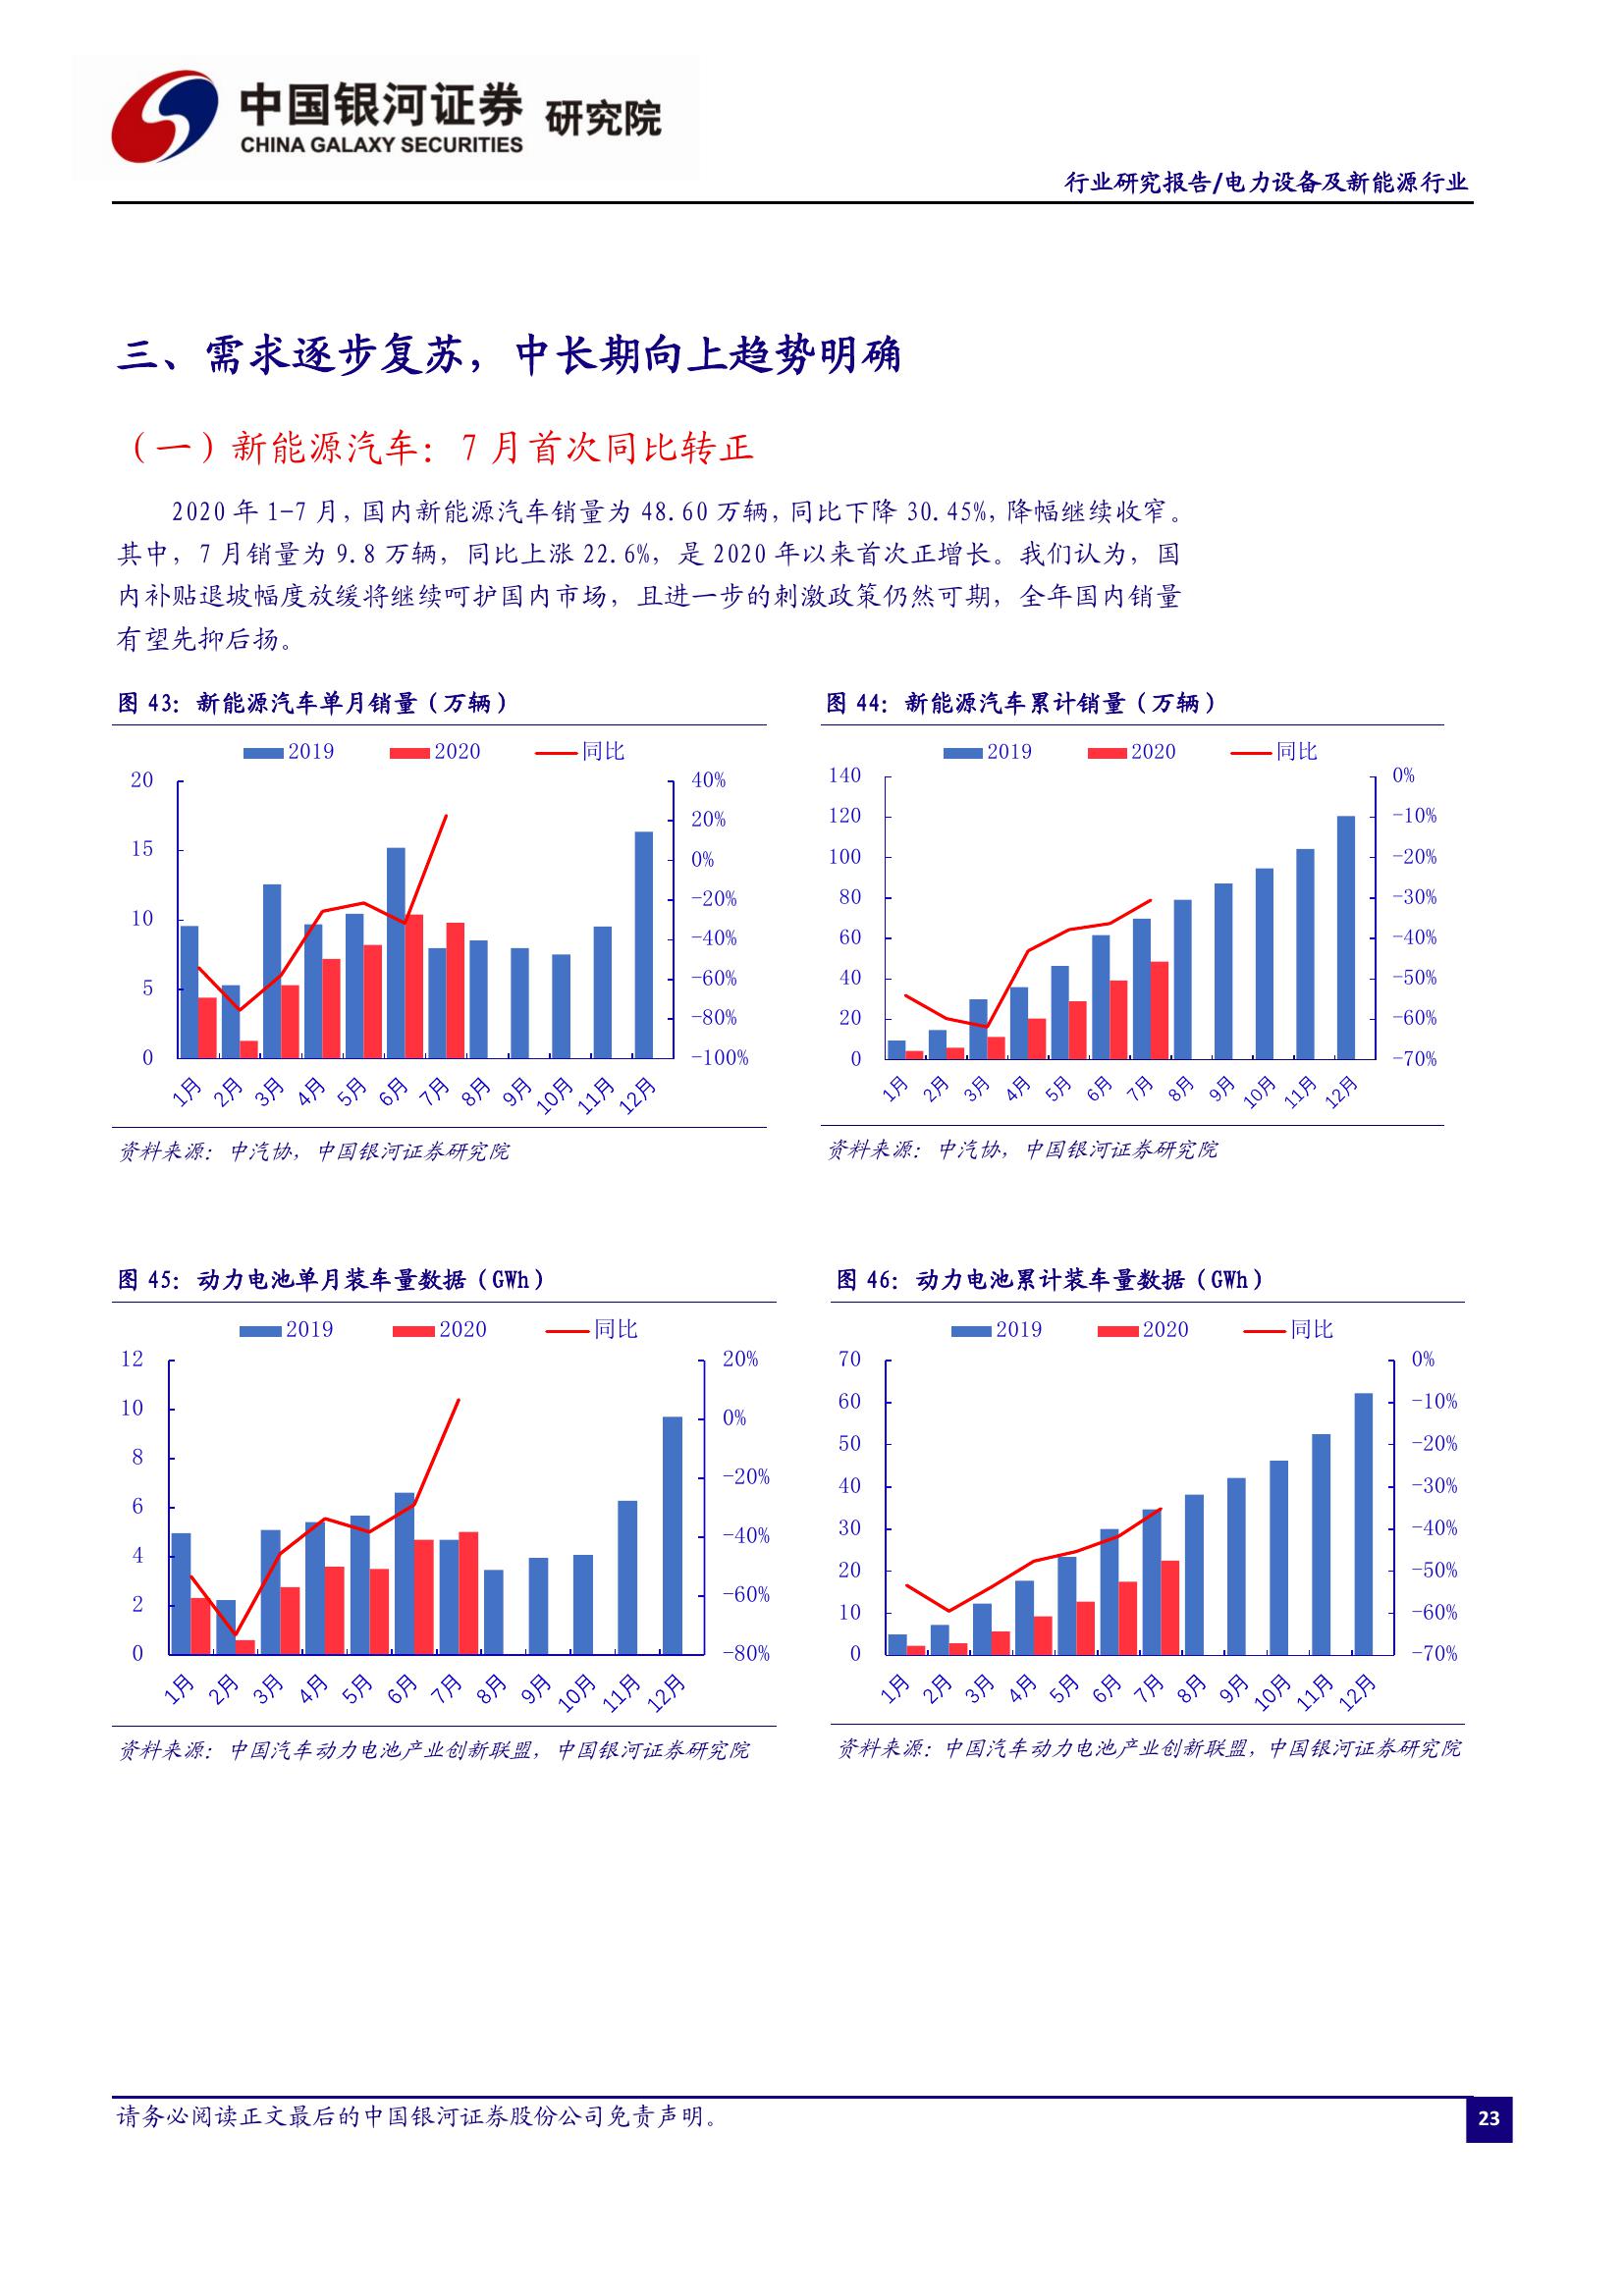 中国银河证券 研究院
CHINA GALAXY SECURITIES
行业研究报告/电力设备及新能源行业
三、需求逐步复苏，中长期向上趋势明确
（一）新能源汽车：7 月首次同比转正
2020 年 1-7 月，国内新能源汽车销量为 48.60 万辆，同比下降 30.45%，降幅继续收窄。
其中，7 月销量为 9.8 万辆，同比上涨 22.6%，是 2020 年以来首次正增长。我们认为，国
内补贴退坡幅度放缓将继续呵护国内市场，且进一步的刺激政策仍然可期，全年国内销量
有望先抑后扬。
图 43：新能源汽车单月销量（万辆）
2019 2020 同比
20
15
10
5
0
40%
20%
0%
-20%
-40%
-60%
-80%
-100%
1月 2月 3月 4月 5月 6月 7月 8月 9月 10月 11月 12月
资料来源：中汽协，中国银河证券研究院
图 44：新能源汽车累计销量（万辆）
2019 2020 同比
140
120
100
80
60
40
20
0
0%
-10%
-20%
-30%
-40%
-50%
-60%
-70%
1月 2月 3月 4月 5月 6月 7月 8月 9月 10月 11月 12月
资料来源：中汽协，中国银河证券研究院
图 45：动力电池单月装车量数据（GWh）
2019 2020 同比
12
10
8
6
4
2
0
20%
0%
-20%
-40%
-60%
-80%
1月 2月 3月 4月 5月 6月 7月 8月 9月 10月 11月 12月
资料来源：中国汽车动力电池产业创新联盟，中国银河证券研究院
图 46：动力电池累计装车量数据（GWh）
2019 2020 同比
70
60
50
40
30
20
10
0
0%
-10%
-20%
-30%
-40%
-50%
-60%
-70%
1月 2月 3月 4月 5月 6月 7月 8月 9月 10月 11月 12月
资料来源：中国汽车动力电池产业创新联盟，中国银河证券研究院
请务必阅读正文最后的中国银河证券股份公司免责声明。
23